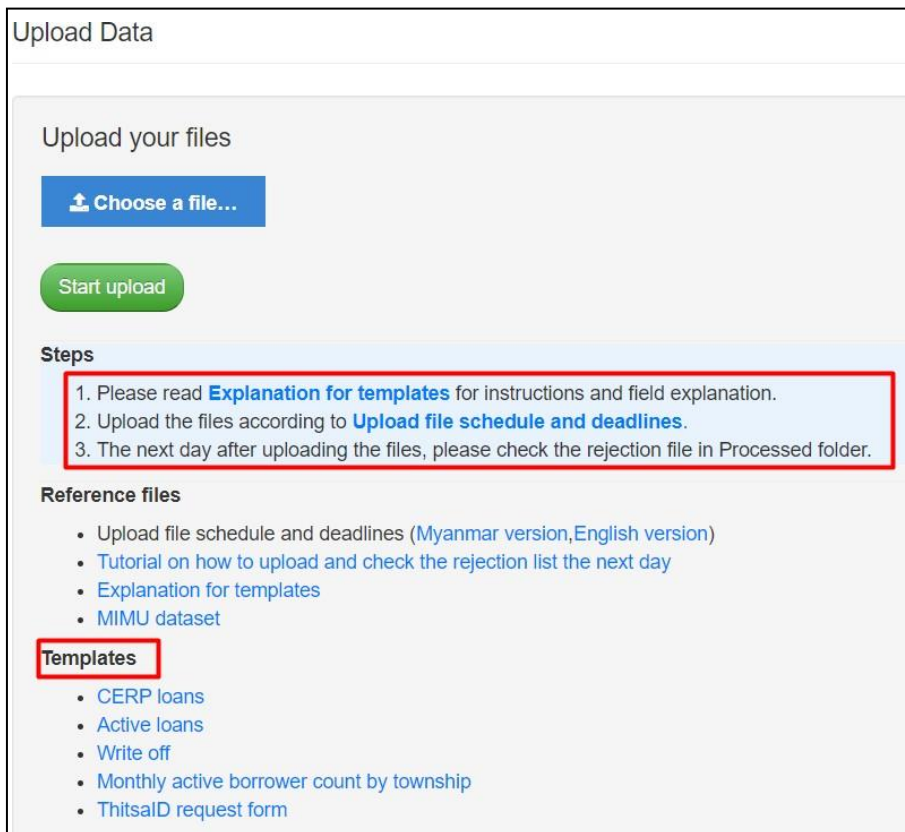 Upload Data
Upload your files
Choose a file...
Start upload
Steps
1. Please read Explanation for templates for instructions and field explanation.
2. Upload the files according to Upload file schedule and deadlines.
3. The next day after uploading the files, please check the rejection file in Processed folder.
Reference files
• Upload file schedule and deadlines (Myanmar version,English version)
• Tutorial on how to upload and check the rejection list the next day
• Explanation for templates
• MIMU dataset
Templates
• CERP loans
• Active loans
• Write off
• Monthly active borrower count by township
• ThitsaID request form